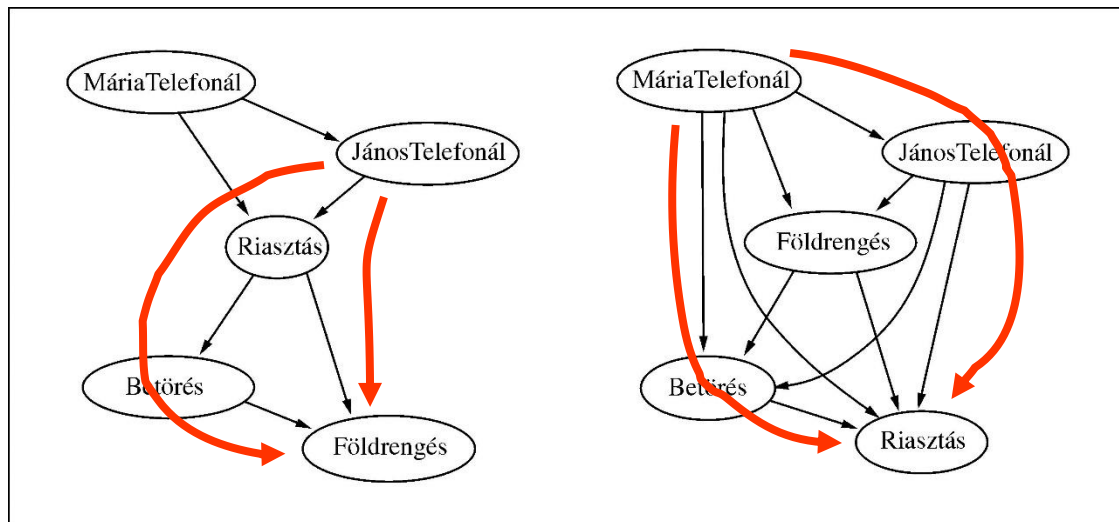 MáriaTelefonál
JánosTelefonál
Riasztás
Betörés
Földrengés
MáriaTelefonál
JánosTelefonál
Földrengés
Betörés
Riasztás